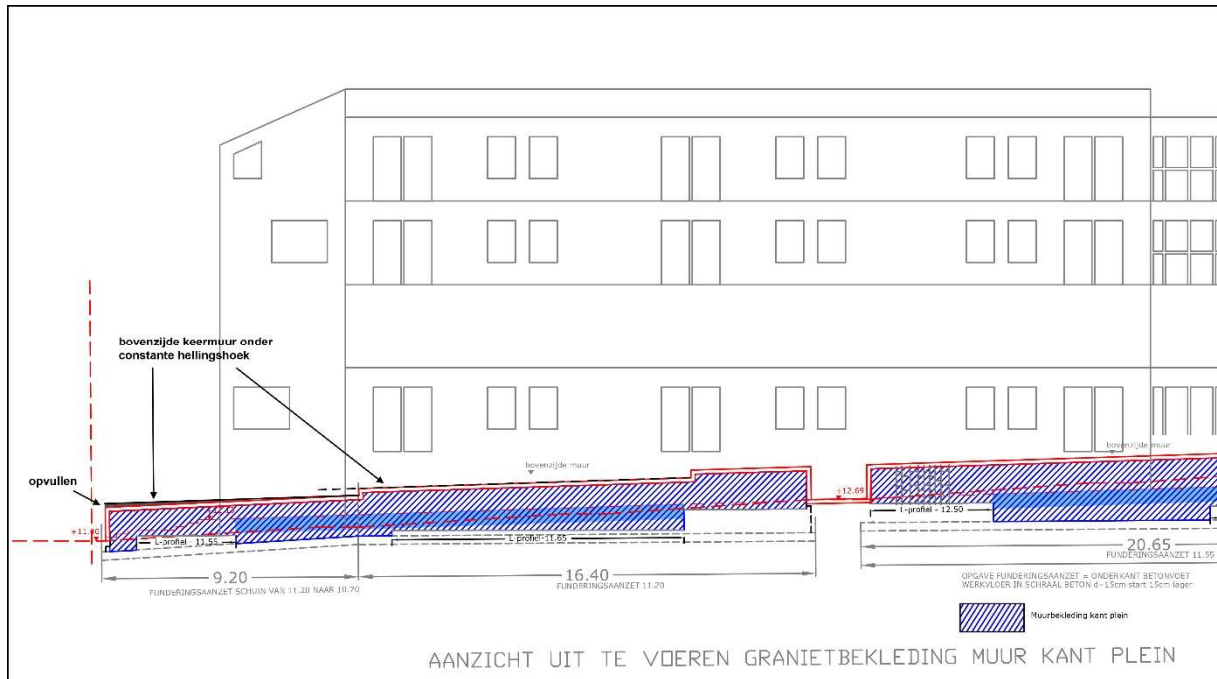 bovenzijde keermuur onder
constante hellingshoek
bovenzijde muur
bovenzijde muur
opvullen
+12.69
L-profiel - 12.50
L-profiel - 11.55
L-profiel-11.65
9.20
16.40
20.65
FUNDERINGSAANZET SCHUIN VAN 11.20 NAAR 10.70
FUNDERINGSAANZET 11.20
FUNDERINGSAANZET 11.55
OPGAVE FUNDERINGSAANZET = ONDERKANT BETONVOET
WERKVLOER IN SCHRAAL BETON d=15cm start 15cm lager
Muurbekleding kant plein
AANZICHT UIT TE VOEREN GRANIETBEKLEDING MUUR KANT PLEIN